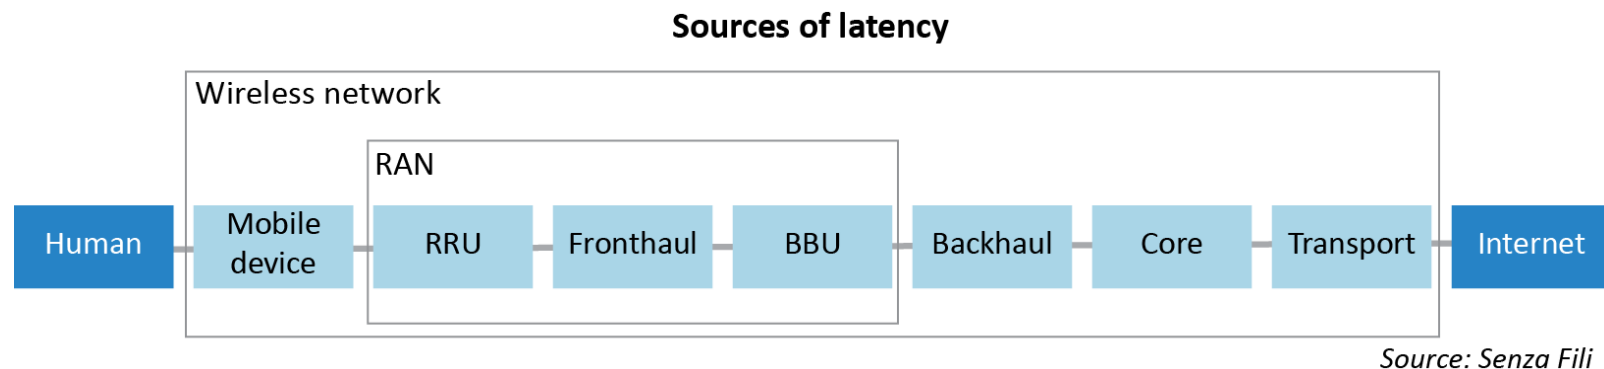 Sources of latency
Wireless network
RAN
Human
Mobile
device
RRU
Fronthaul
BBU
Backhaul
Core
Transport
Internet
Source: Senza Fili